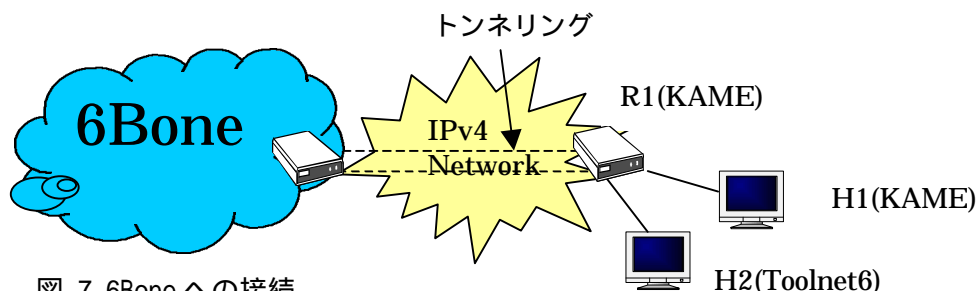 トンネリング
6Bone
IPv4
Network
R1(KAME)
H1(KAME)
H2(Toolnet6)
図 7 6Bone への接続